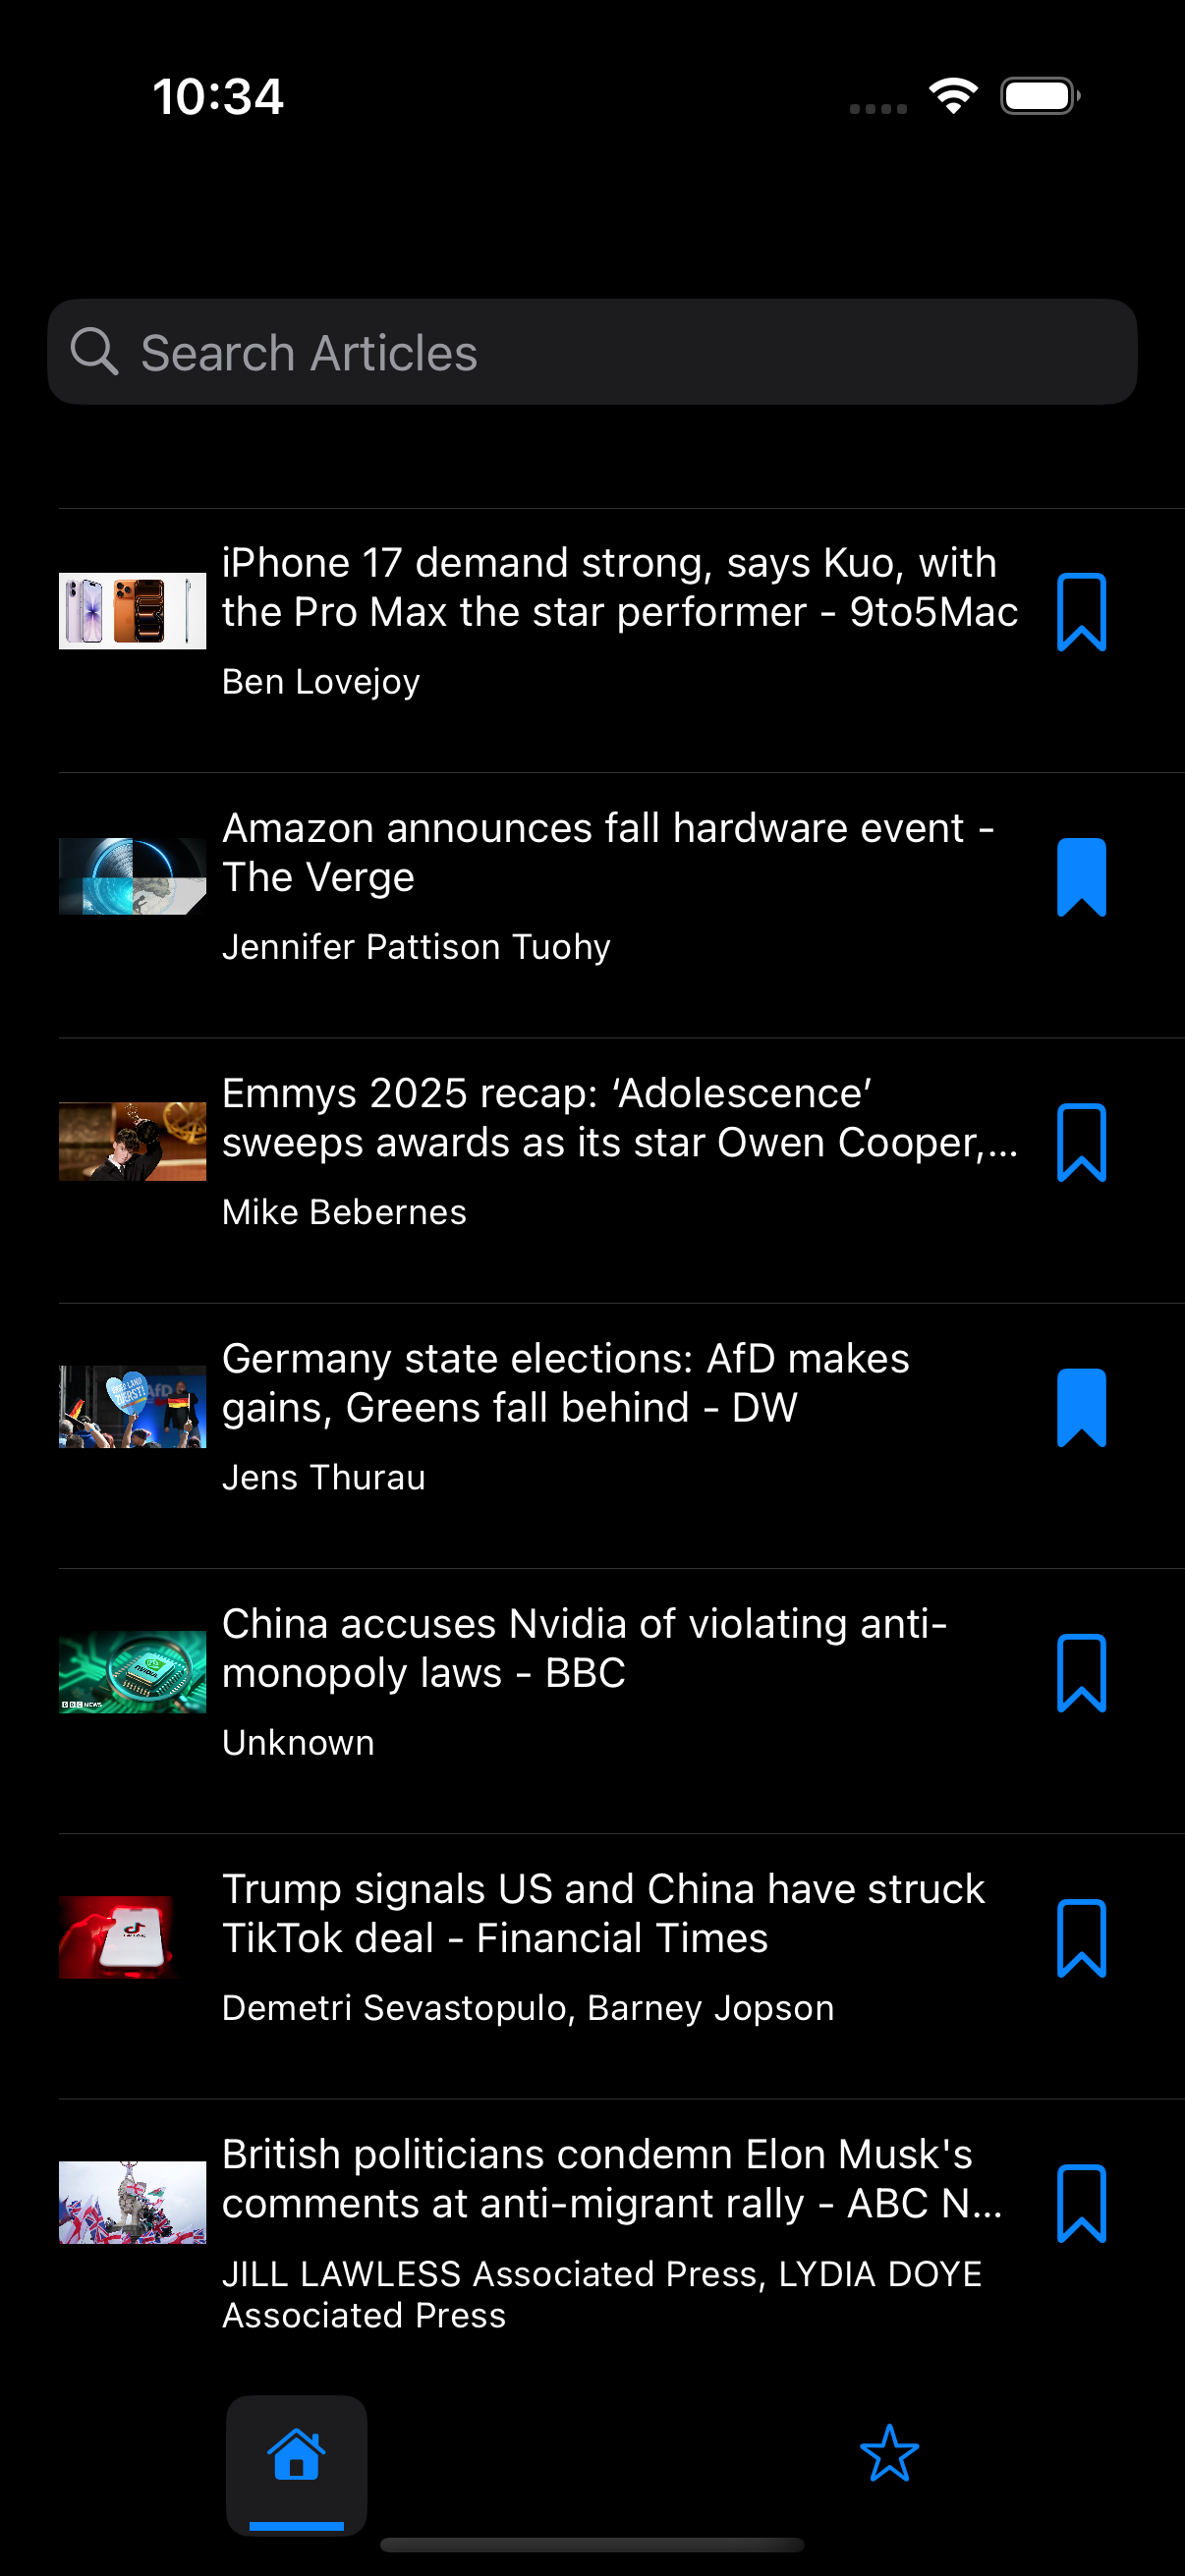 10:34
Search Articles
iPhone 17 demand strong, says Kuo, with
the Pro Max the star performer - 9to5Mac
Ben Lovejoy
Amazon announces fall hardware event -
The Verge
Jennifer Pattison Tuohy
Emmys 2025 recap: ‘Adolescence’
sweeps awards as its star Owen Cooper,...
Mike Bebernes
Germany state elections: AfD makes
gains, Greens fall behind - DW
Jens Thurau
China accuses Nvidia of violating anti-
monopoly laws - BBC
Unknown
Trump signals US and China have struck
TikTok deal - Financial Times
Demetri Sevastopulo, Barney Jopson
British politicians condemn Elon Musk's
comments at anti-migrant rally - ABC N...
JILL LAWLESS Associated Press, LYDIA DOYE
Associated Press